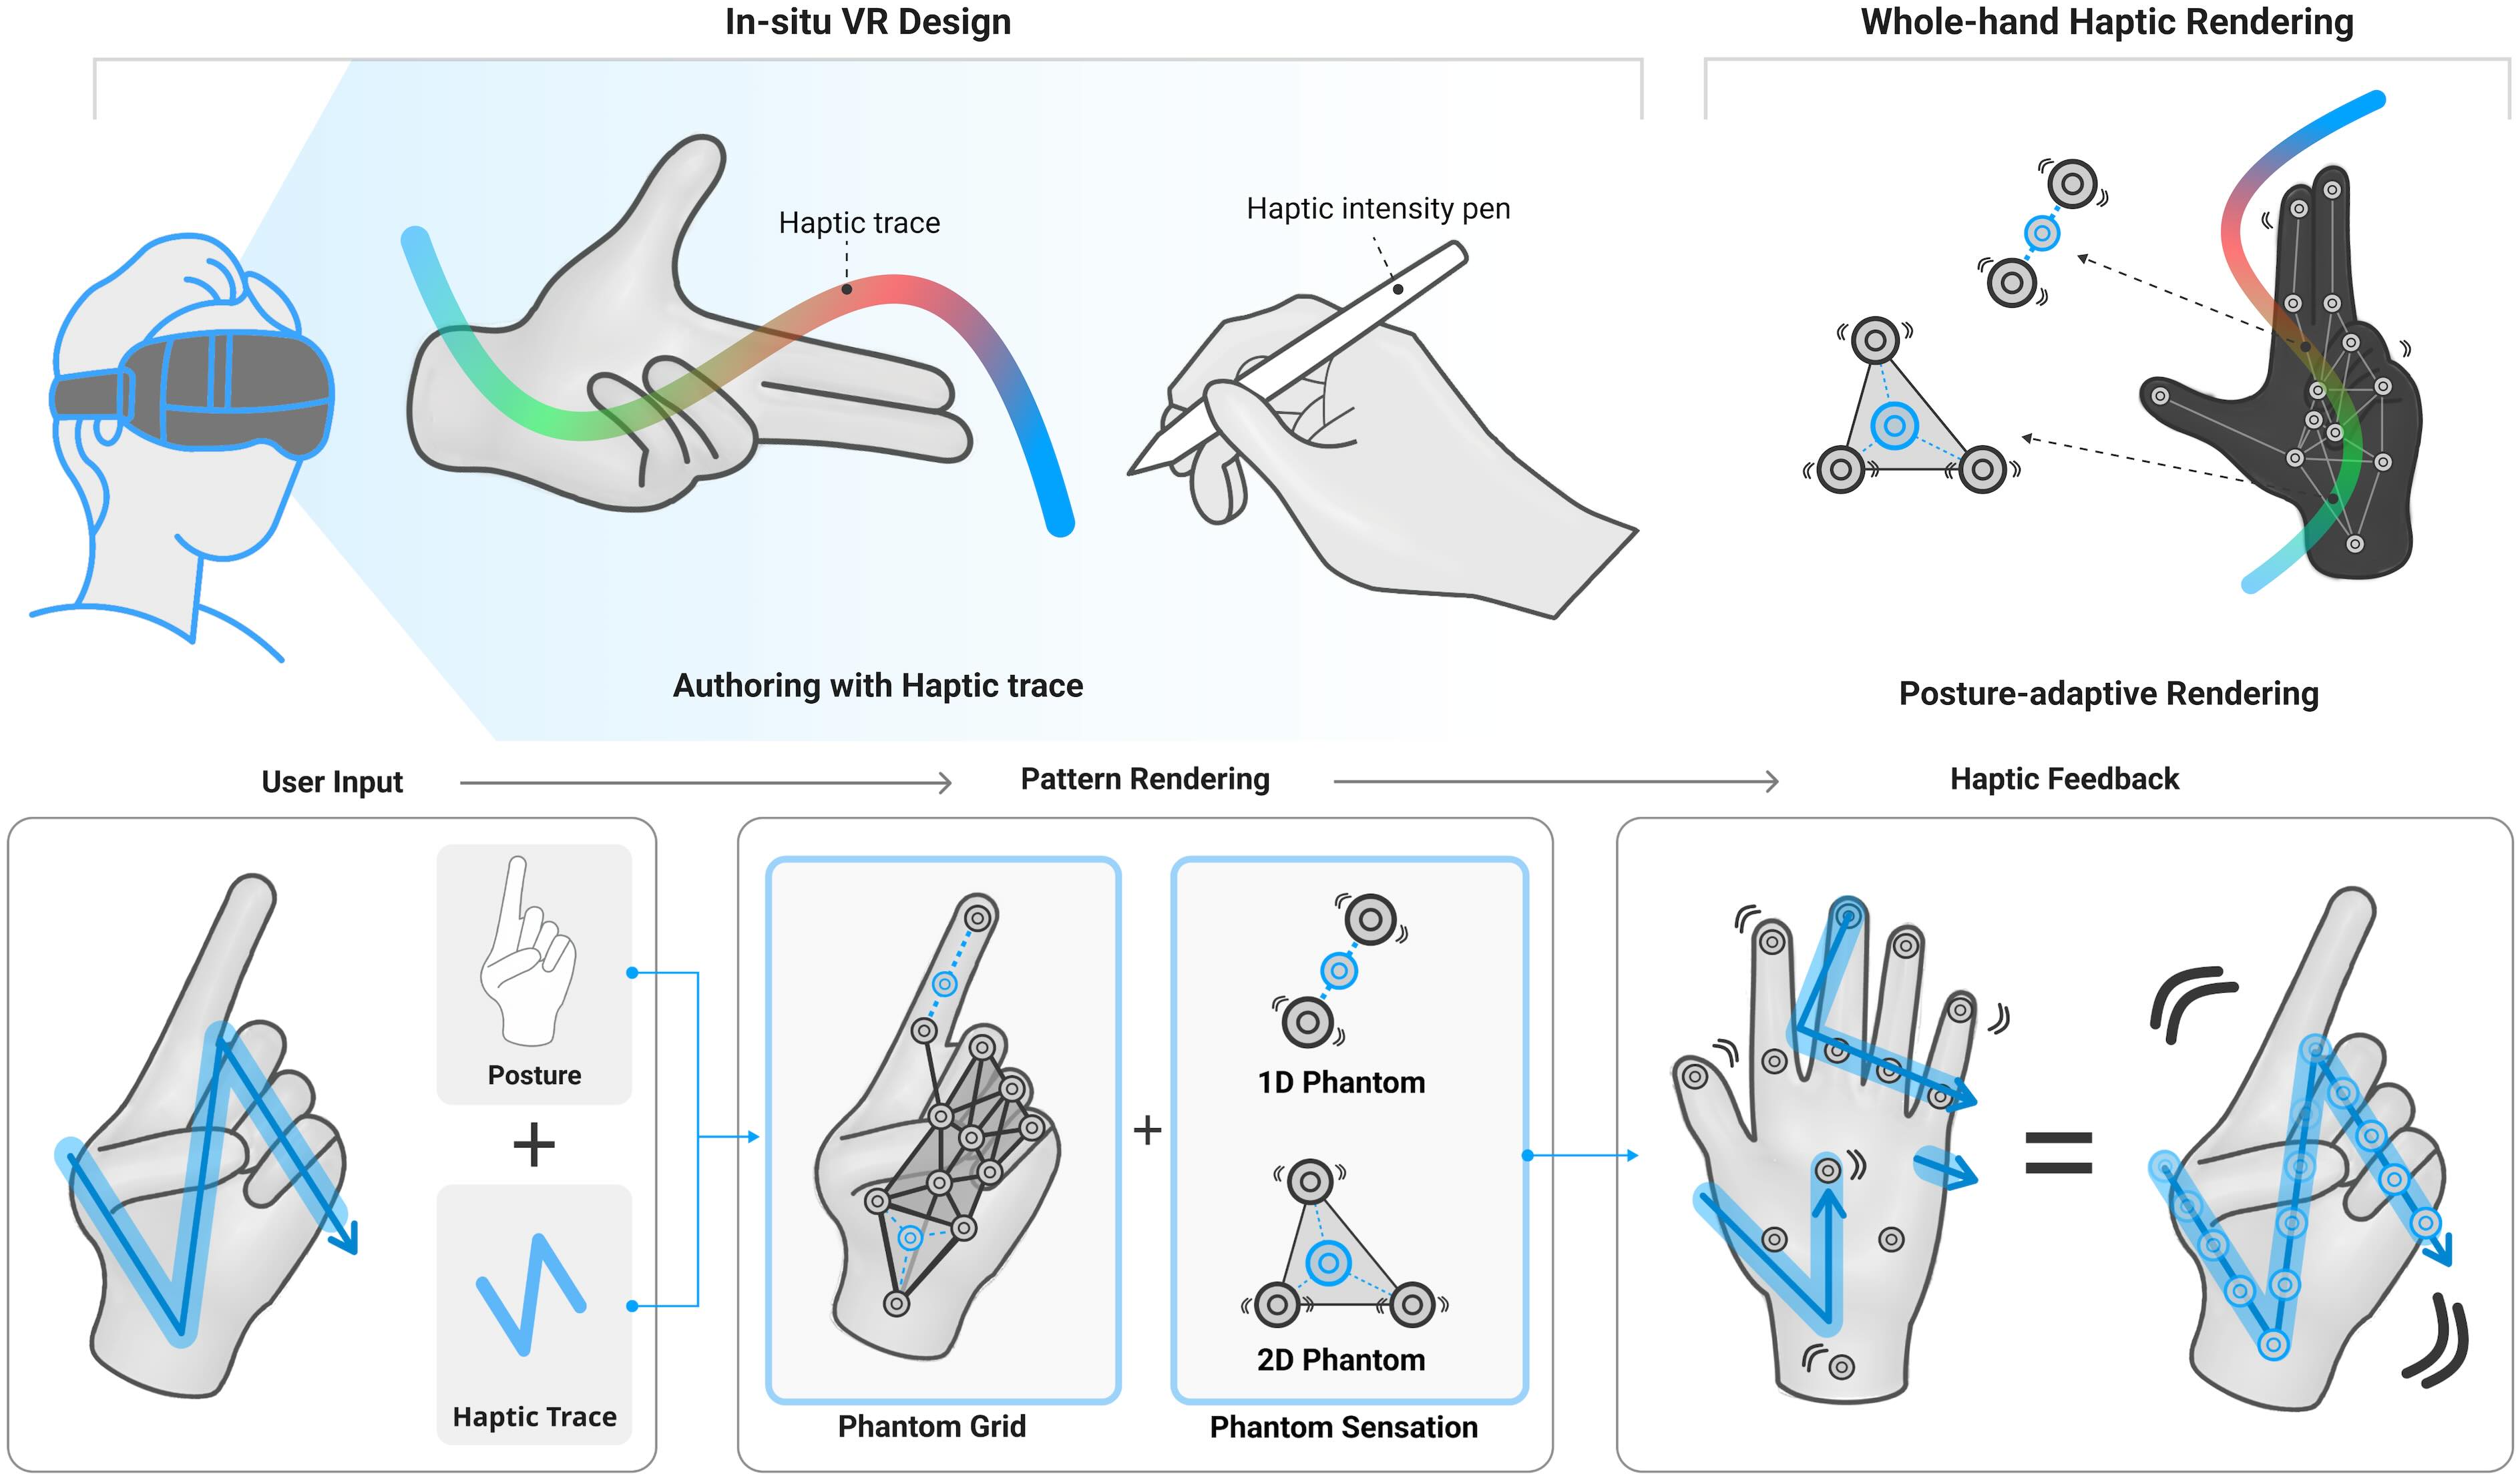 In-situ VR Design
Whole-hand Haptic Rendering
Haptic trace
Haptic intensity pen
Authoring with Haptic trace
Posture-adaptive Rendering
User Input
Pattern Rendering
Haptic Feedback
Posture
+
Haptic Trace
+
1D Phantom
2D Phantom
Phantom Grid
Phantom Sensation
=